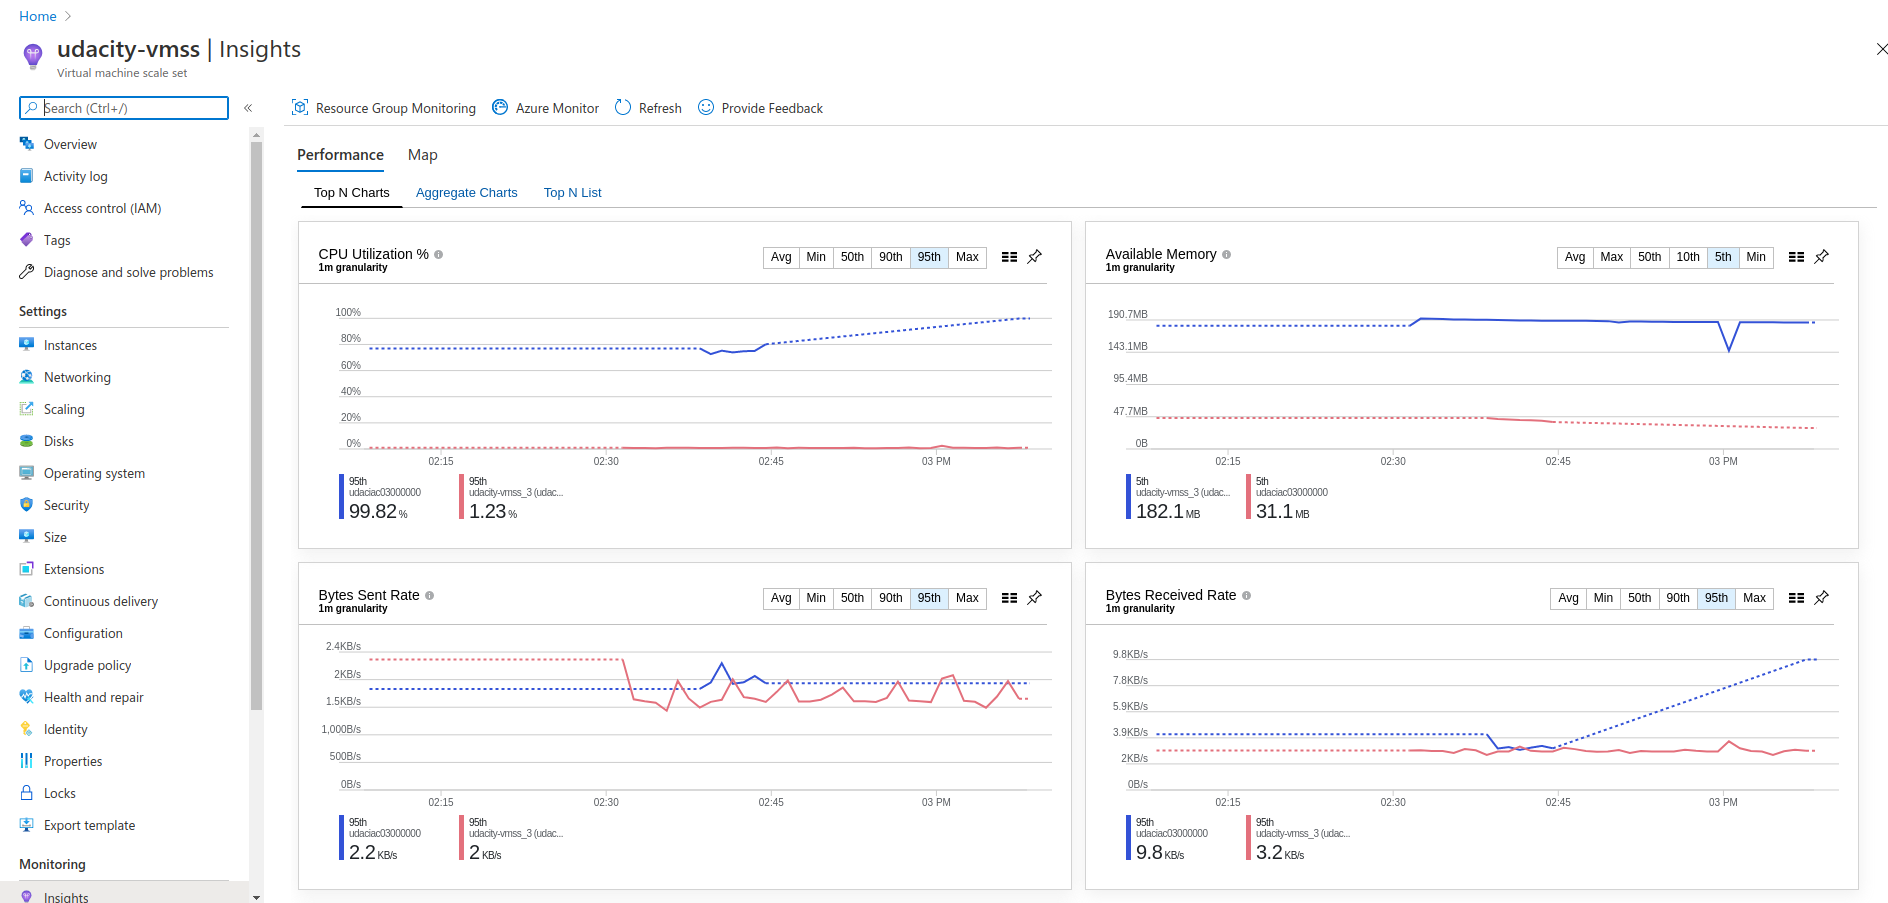 Home
udacity-vmss | Insights
Virtual machine scale set
Search (Ctrl+/)
«
Overview
Activity log
Access control (IAM)
Tags
Diagnose and solve problems
Settings
Instances
Networking
Scaling
Disks
Operating system
Security
Size
Extensions
Continuous delivery
Configuration
Upgrade policy
Health and repair
Identity
Properties
Locks
Export template
Monitoring
Insights
Resource Group Monitoring Azure Monitor Refresh Provide Feedback
Performance Map
Top N Charts Aggregate Charts Top N List
CPU Utilization %
1m granularity
Avg Min 50th 90th 95th Max
100%
80%
60%
40%
20%
0%
02:15 02:30 02:45 03 PM
95th
udaciac03000000
99.82 %
95th
udacity-vmss_3 (udac...
1.23 %
Available Memory
1m granularity
Avg Max 50th 10th 5th Min
190.7MB
143.1MB
95.4MB
47.7MB
0B
02:15 02:30 02:45 03 PM
5th
udacity-vmss_3 (udac...
182.1 MB
5th
udaciac03000000
31.1 MB
Bytes Sent Rate
1m granularity
Avg Min 50th 90th 95th Max
2.4KB/s
2KB/s
1.5KB/s
1,000B/s
500B/s
0B/s
02:15 02:30 02:45 03 PM
95th
udaciac03000000
2.2 KB/s
95th
udacity-vmss_3 (udac...
2 KB/s
Bytes Received Rate
1m granularity
Avg Min 50th 90th 95th Max
9.8KB/s
7.8KB/s
5.9KB/s
3.9KB/s
2KB/s
0B/s
02:15 02:30 02:45 03 PM
95th
udaciac03000000
9.8 KB/s
95th
udacity-vmss_3 (udac...
3.2 KB/s